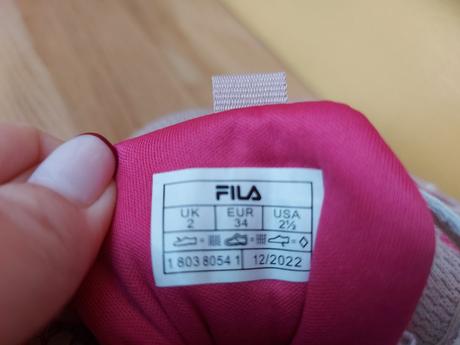 FILA
UK EUR USA
2 34 2½
1 803 8054 1 12/2022